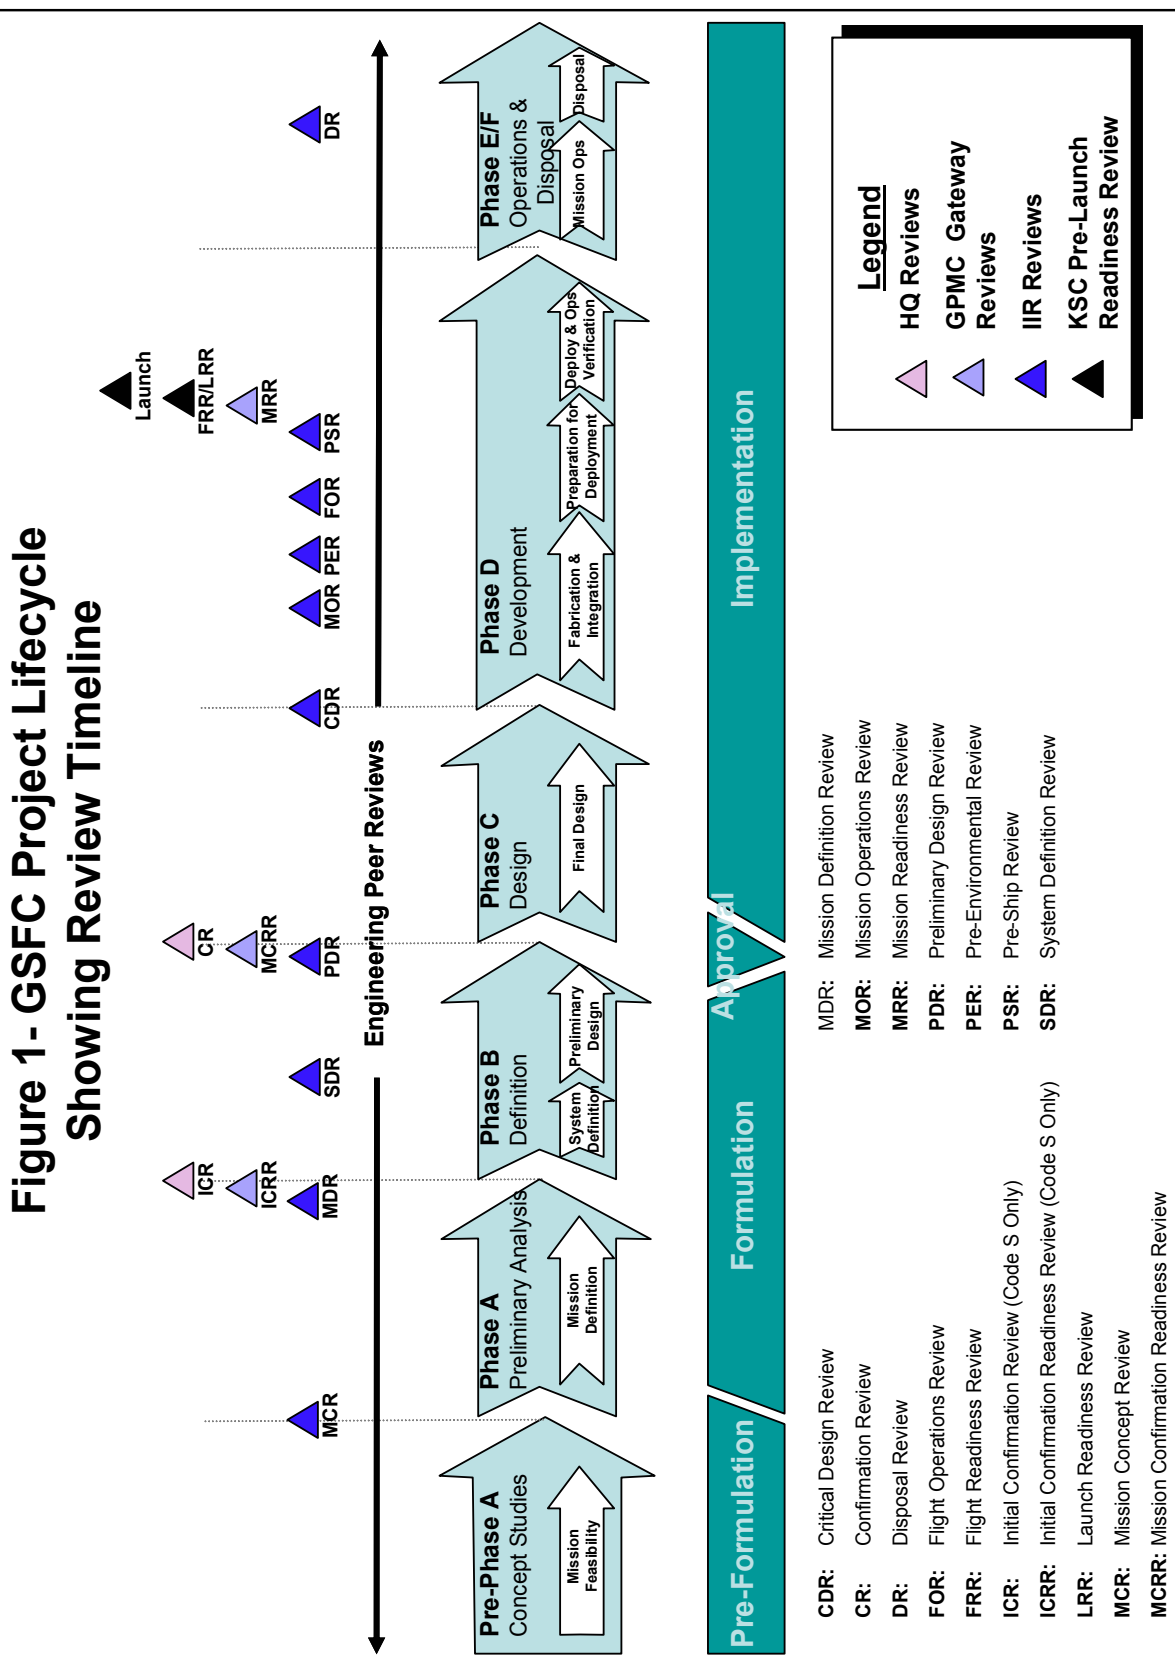 Figure 1- GSFC Project Lifecycle
Showing Review Timeline
Launch
FRR/LRR
ICR
CR
ICRR
MCRR
MRR
MCR
MDR
SDR
PDR
CDR
MOR
PER
FOR
PSR
DR
Engineering Peer Reviews
Pre-Phase A
Concept Studies
Mission
Feasibility
Phase A
Preliminary Analysis
Mission
Definition
Phase B
Definition
System
Definition
Preliminary
Design
Phase C
Design
Final Design
Phase D
Development
Fabrication &
Integration
Preparation for
Deployment
Deploy & Ops
Verification
Phase E/F
Operations &
Disposal
Mission Ops
Disposal
Pre-Formulation
Formulation
Approval
Implementation
CDR: Critical Design Review
CR: Confirmation Review
DR: Disposal Review
FOR: Flight Operations Review
FRR: Flight Readiness Review
ICR: Initial Confirmation Review (Code S Only)
ICRR: Initial Confirmation Readiness Review (Code S Only)
LRR: Launch Readiness Review
MCR: Mission Concept Review
MCRR: Mission Confirmation Readiness Review
MDR: Mission Definition Review
MOR: Mission Operations Review
MRR: Mission Readiness Review
PDR: Preliminary Design Review
PER: Pre-Environmental Review
PSR: Pre-Ship Review
SDR: System Definition Review
Legend
HQ Reviews
GPMC Gateway
Reviews
IIR Reviews
KSC Pre-Launch
Readiness Review